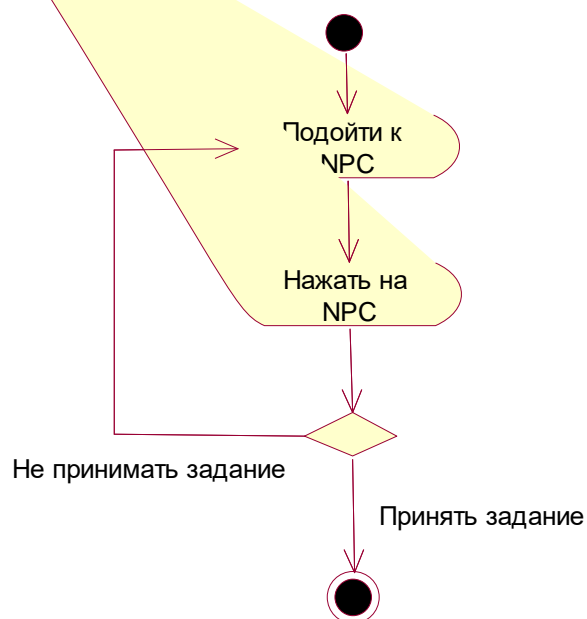 Подойти к
NPC
Нажать на
NPC
Не принимать задание
Принять задание